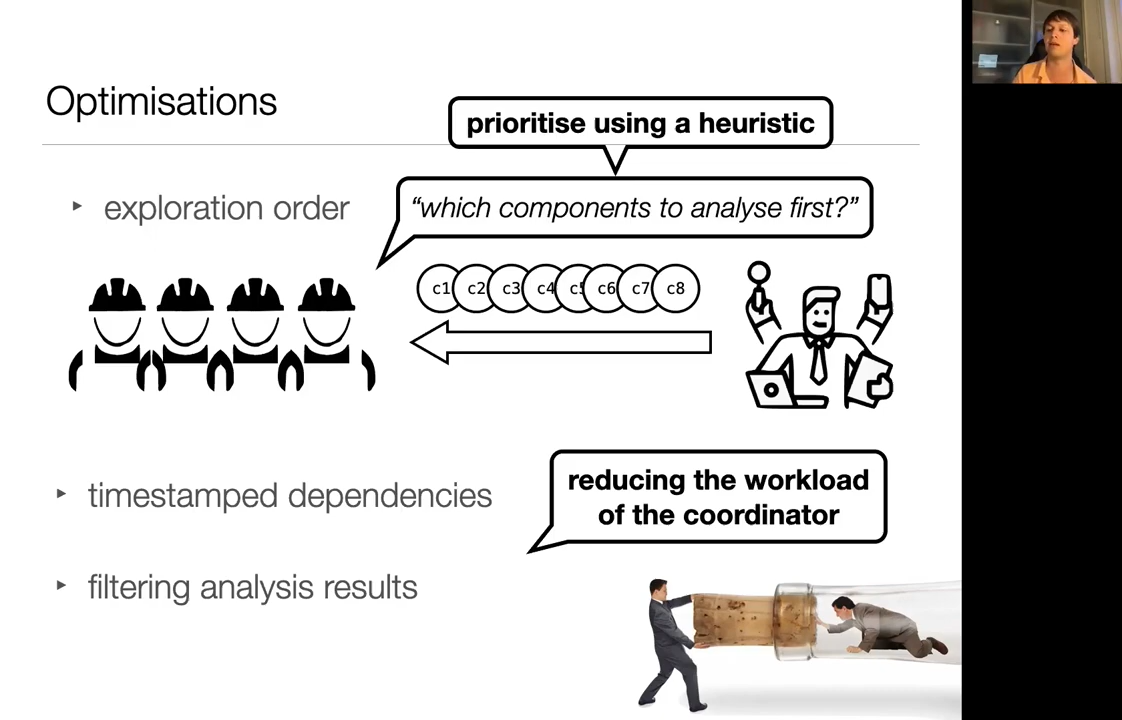 Optimisations
prioritise using a heuristic
‣ exploration order
“which components to analyse first?”
c1 c2 c3 c4 c5 c6 c7 c8
‣ timestamped dependencies
reducing the workload
of the coordinator
‣ filtering analysis results